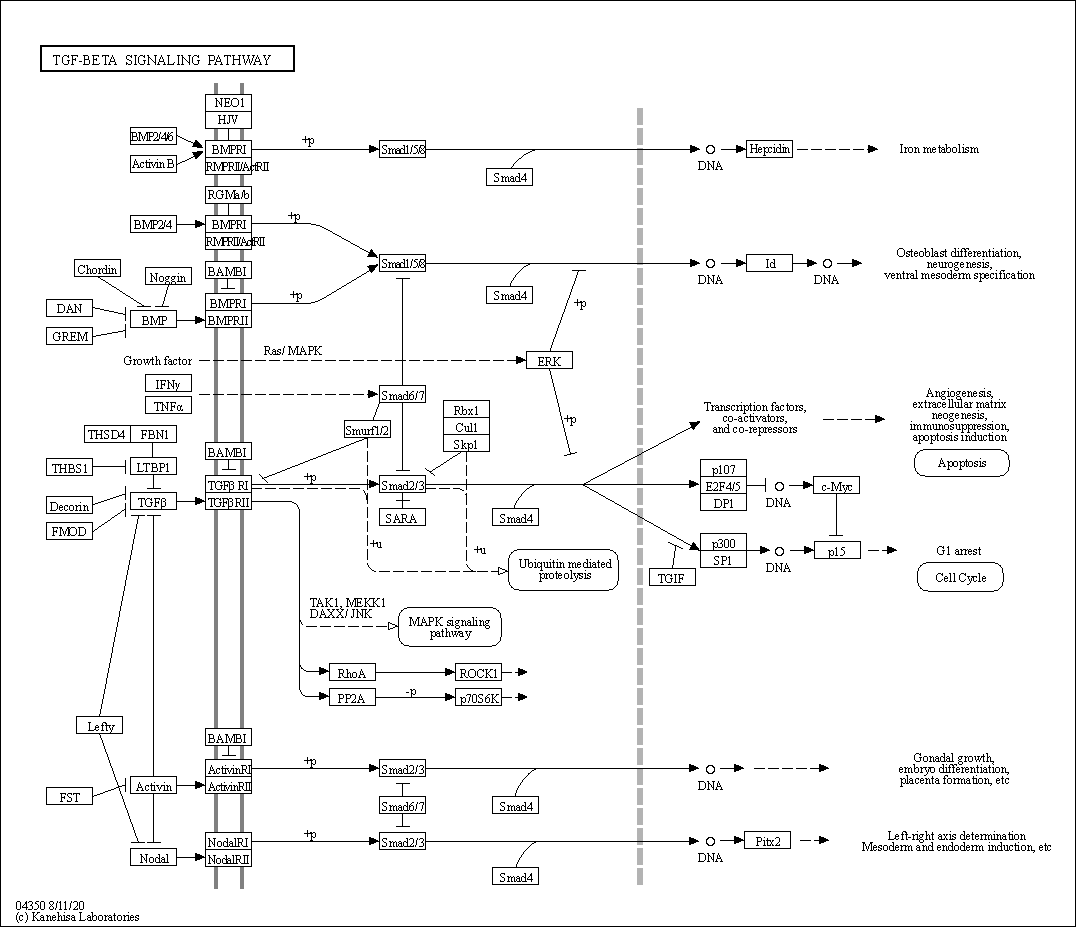 TGF-BETA SIGNALING PATHWAY
NEO1
HJV
BMP2/4/6
Activin B
BMPRI
RMPRII/ActRII
+p
Smad1/5/8
Smad4
DNA
Hepcidin
Iron metabolism
RGMa/b
BMP2/4
BMPRI
RMPRII/ActRII
+p
Smad1/5/8
Smad4
DNA
Id
DNA
Osteoblast differentiation,
neurogenesis,
ventral mesoderm specification
Chordin
Noggin
BAMBI
DAN
GREM
BMP
BMPRI
BMPRII
+p
+p
Growth factor
Ras/ MAPK
ERK
IFNγ
TNFα
Smad6/7
+p
Smurf1/2
Rbx1
Cul1
Skp1
Transcription factors,
co-activators,
and co-repressors
Angiogenesis,
extracellular matrix
neogenesis,
immunosuppression,
apoptosis induction
Apoptosis
THSD4
FBN1
THBS1
LTBP1
BAMBI
Decorin
FMOD
TGFβ
TGFβ RI
TGFβRII
+p
Smad2/3
SARA
Smad4
p107
E2F4/5
DP1
DNA
c-Myc
p300
SP1
DNA
p15
G1 arrest
Cell Cycle
TGIF
+u
+u
Ubiquitin mediated
proteolysis
TAK1, MEKK1
DAXX/ JNK
MAPK signaling
pathway
RhoA
ROCK1
PP2A
-p
p70S6K
Lefty
BAMBI
FST
Activin
ActivinRI
ActivinRII
+p
Smad2/3
Smad4
DNA
Gonadal growth,
embryo differentiation,
placenta formation, etc
Smad6/7
Nodal
NodalRI
NodalRII
+p
Smad2/3
Smad4
DNA
Pitx2
Left-right axis determination
Mesoderm and endoderm induction, etc
04350 8/11/20
(c) Kanehisa Laboratories